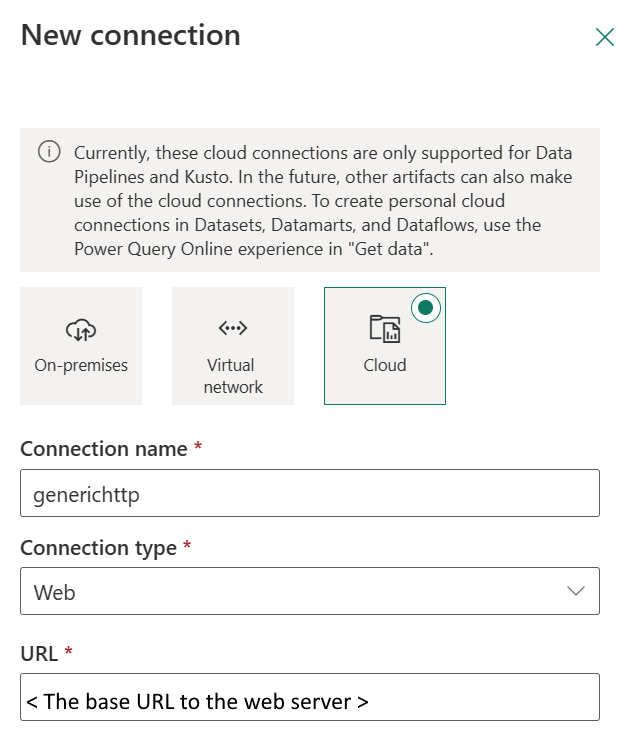 New connection
Currently, these cloud connections are only supported for Data
Pipelines and Kusto. In the future, other artifacts can also make
use of the cloud connections. To create personal cloud
connections in Datasets, Datamarts, and Dataflows, use the
Power Query Online experience in "Get data".
On-premises
Virtual
network
Cloud
Connection name *
generichttp
Connection type *
Web
URL *
< The base URL to the web server >